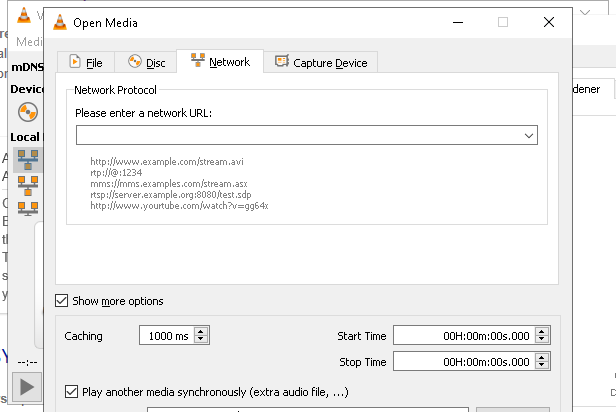 Open Media
Medi
mDNS
Device
Local
File
Disc
Network
Capture Device
dener
Network Protocol
Please enter a network URL:
http://www.example.com/stream.avi
rtp://@:1234
mms://mms.examples.com/stream.asx
rtsp://server.example.org:8080/test.sdp
http://www.yourtube.com/watch?v=gg64x
Show more options
Caching
1000 ms
Start Time
00H:00m:00s.000
Stop Time
00H:00m:00s.000
--:--
Play another media synchronously (extra audio file, ...)